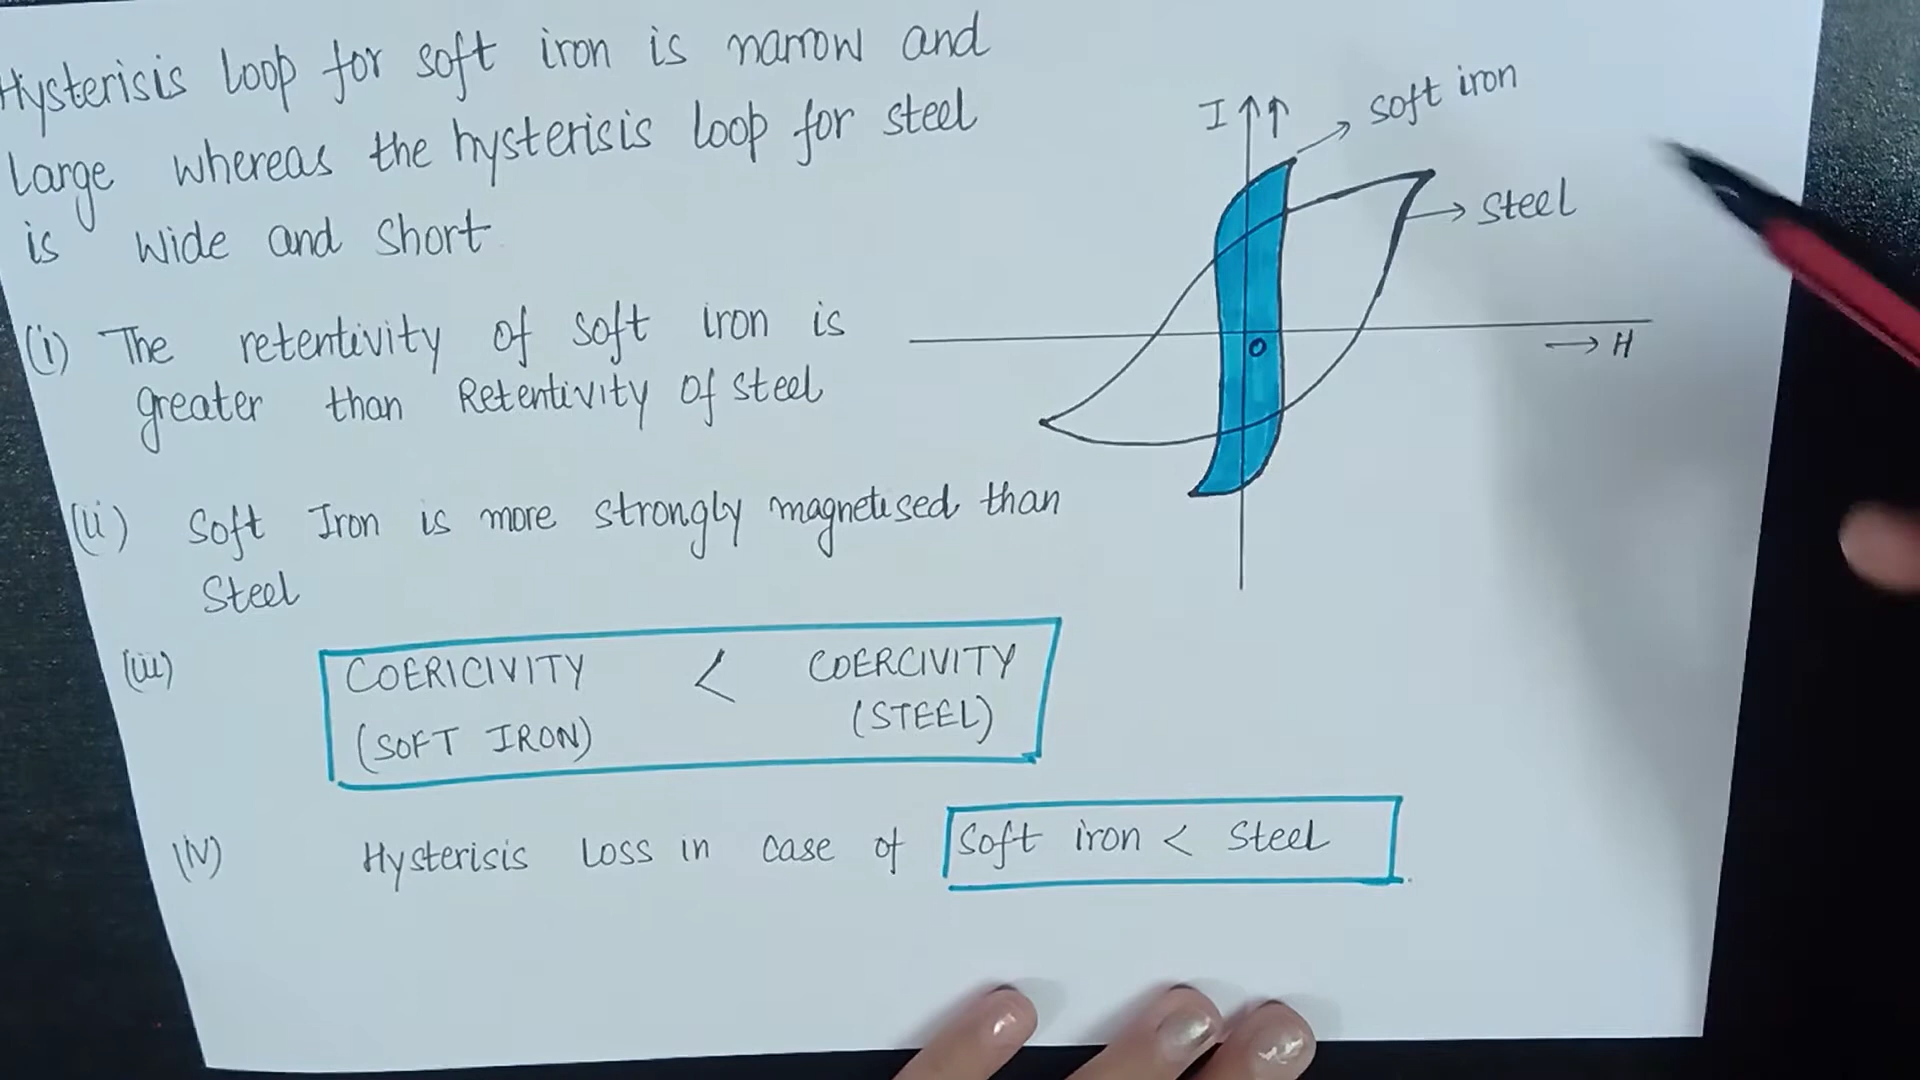 Hysterisis loop for soft iron is narrow and
large whereas the hysterisis loop for steel
is wide and short
(i) The retentivity of soft iron is
greater than Retentivity of steel
(ii) Soft Iron is more strongly magnetised than
Steel
(iii) COERICIVITY < COERCIVITY
(SOFT IRON) (STEEL)
(iv) Hysterisis Loss in case of Soft iron < Steel
I
soft iron
Steel
O
H